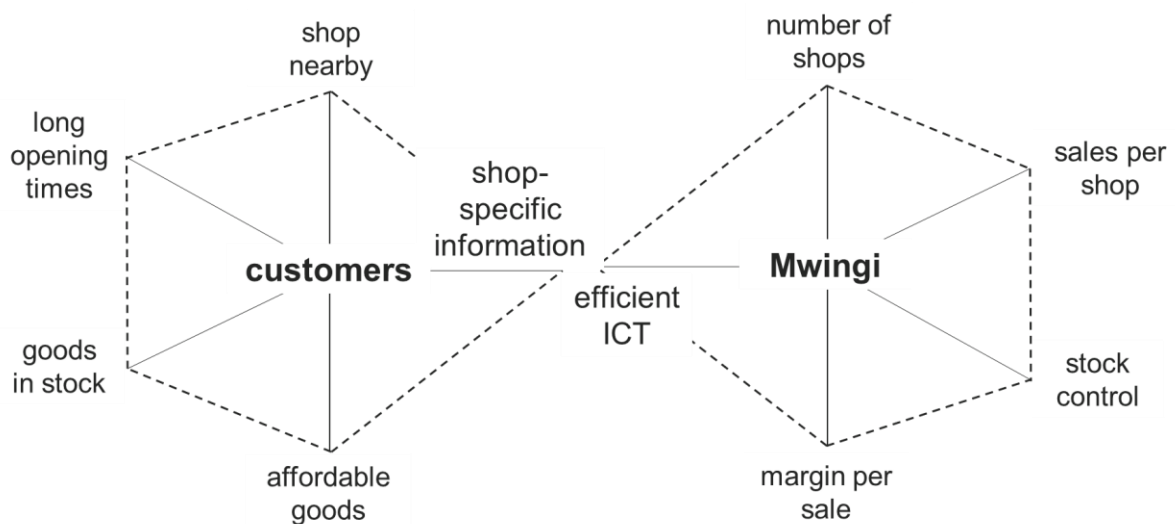 shop
nearby
number of
shops
long
opening
times
sales per
shop
shop-
specific
information
customers
Mwingi
efficient
ICT
goods
in stock
stock
control
affordable
goods
margin per
sale